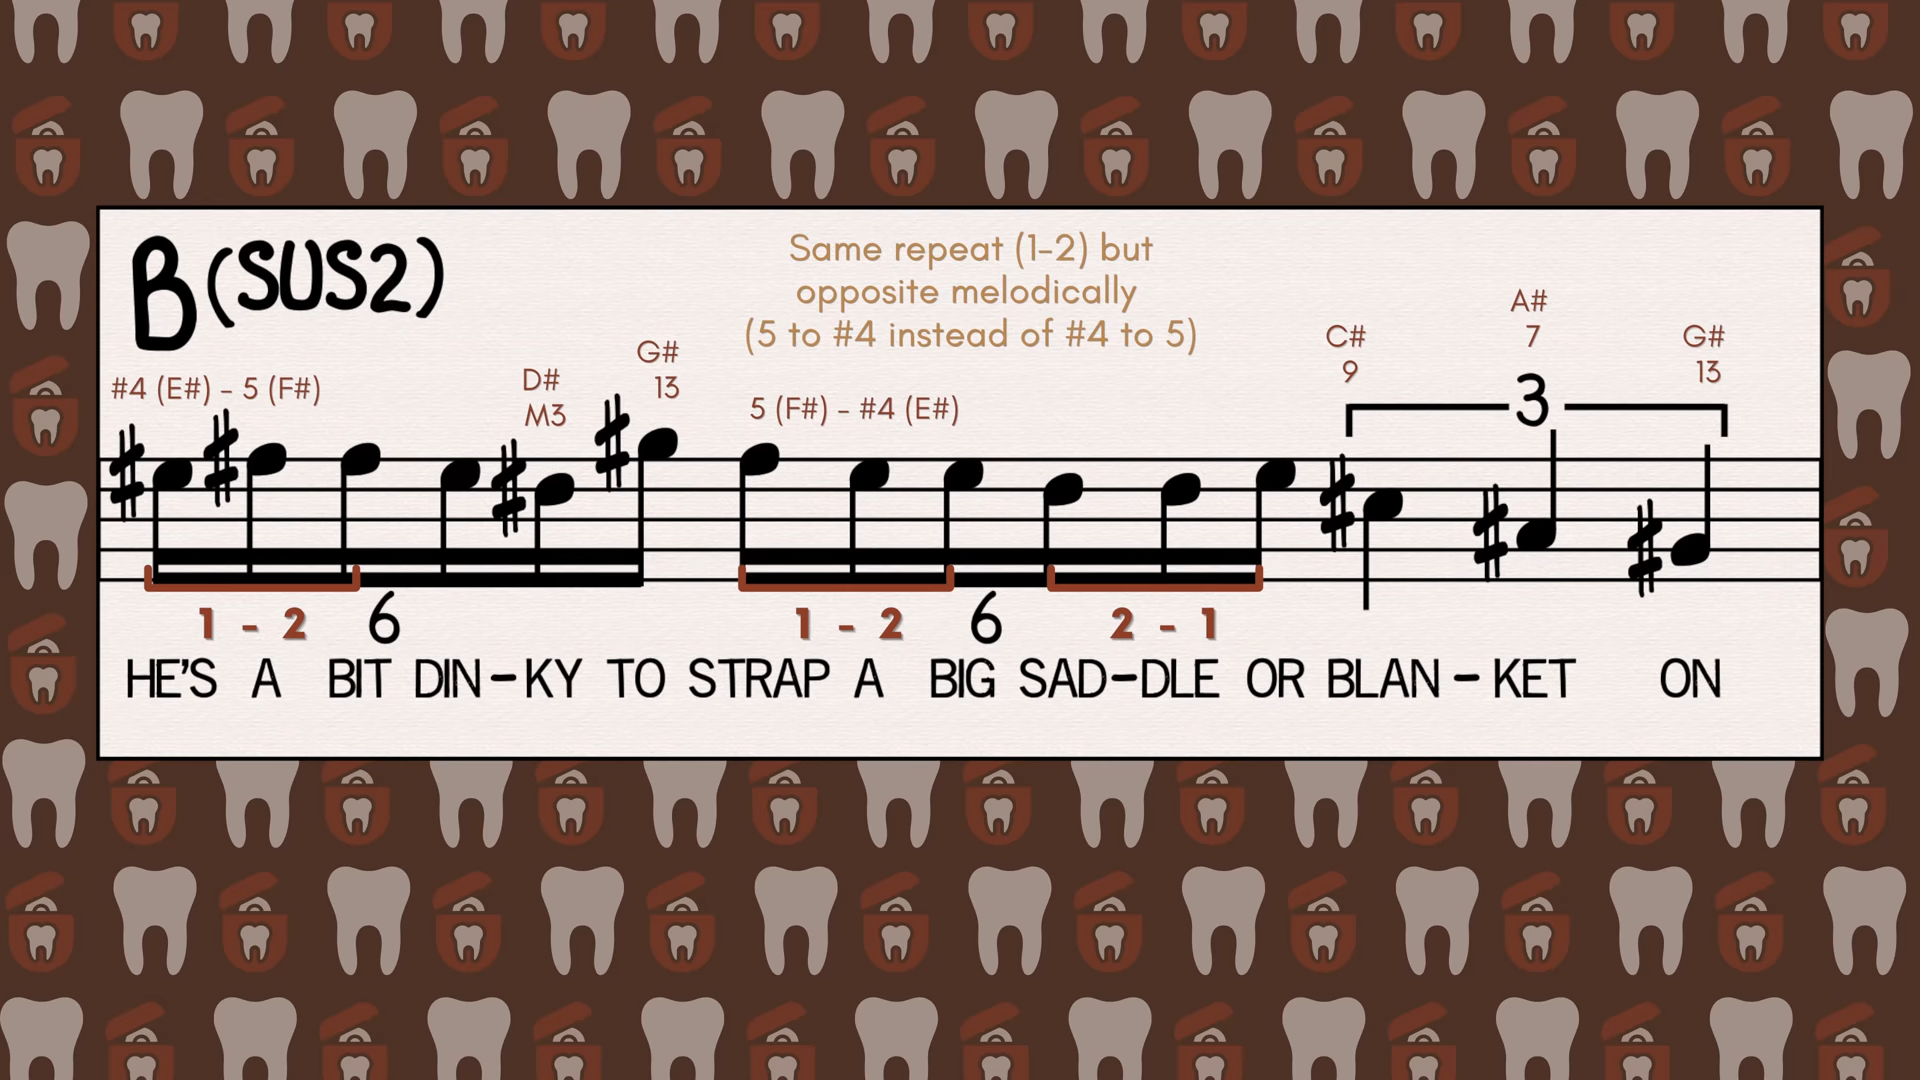 B(SUS2)
Same repeat (1-2) but
opposite melodically
(5 to #4 instead of #4 to 5)
#4 (E#) - 5 (F#)
D#
M3
G#
13
5 (F#) - #4 (E#)
C#
9
A#
7
G#
13
3
1 - 2
6
1 - 2
6
2 - 1
HE'S A BIT DIN-KY TO STRAP A BIG SAD-DLE OR BLAN-KET ON